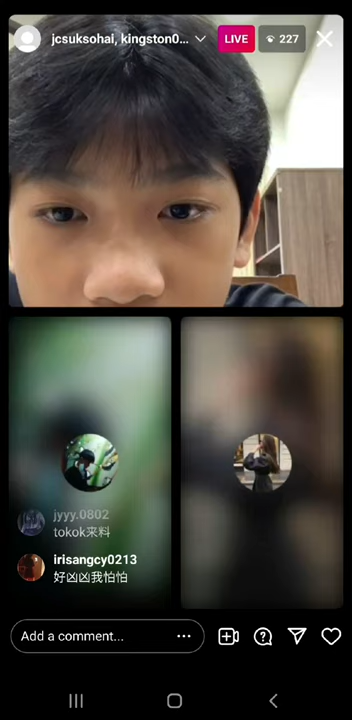 jcsuksohai, kingston0...
LIVE
227
jyyy.0802
tokok来料
irisangcy0213
好凶凶我怕怕
Add a comment...